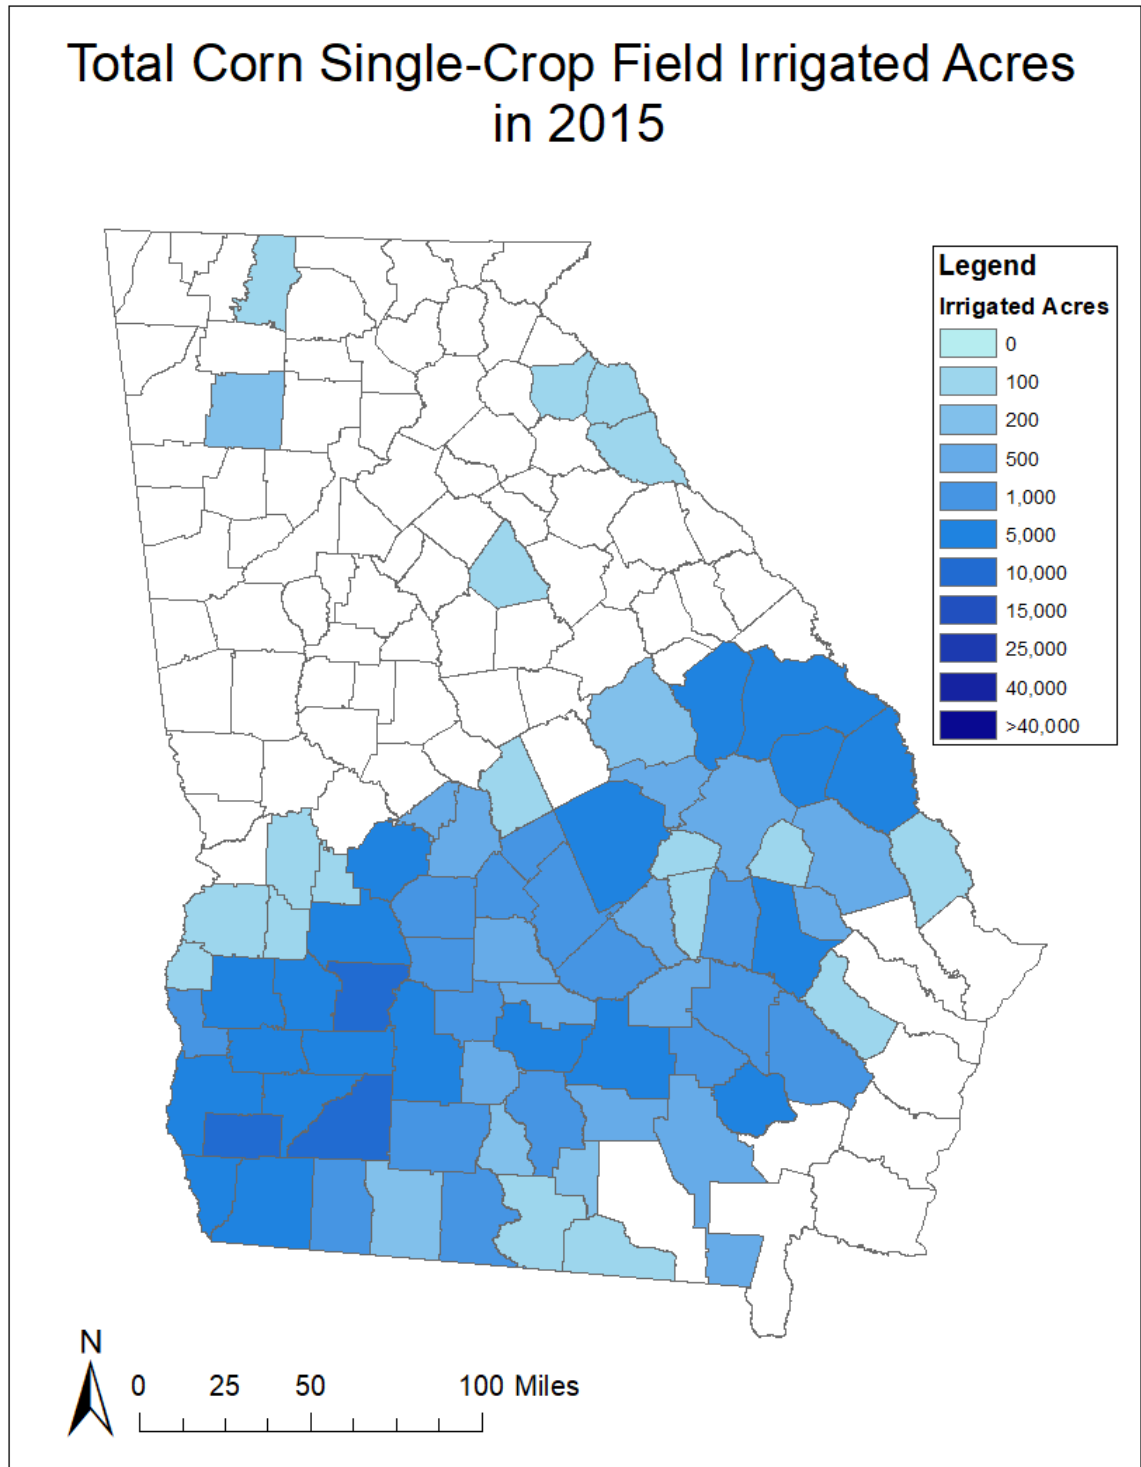 Total Corn Single-Crop Field Irrigated Acres
in 2015
Legend
Irrigated Acres
0
100
200
500
1,000
5,000
10,000
15,000
25,000
40,000
>40,000
N
0 25 50 100 Miles